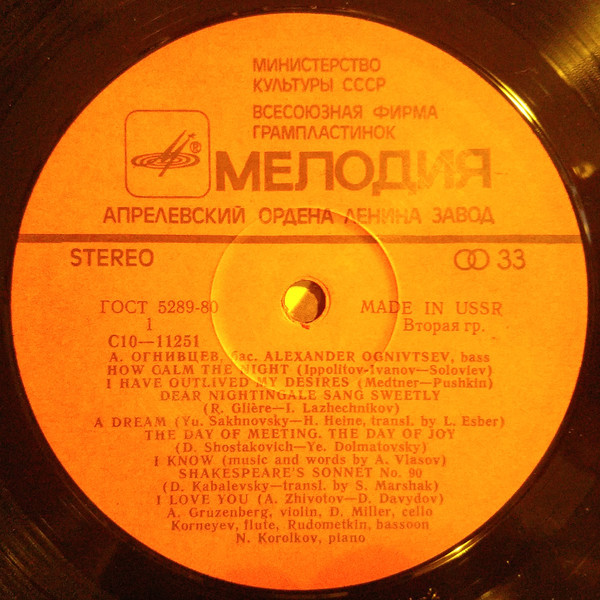 МИНИСТЕРСТВО
КУЛЬТУРЫ СССР
ВСЕСОЮЗНАЯ ФИРМА
ГРАМПЛАСТИНОК
®
МЕЛОДИЯ
АПРЕЛЕВСКИЙ ОРДЕНА ЛЕНИНА ЗАВОД
STEREO 33
ГОСТ 5289-80 MADE IN USSR
1 Вторая гр.
С10—11251
А. ОГНИВЦЕВ, бас. ALEXANDER OGNIVTSEV, bass
HOW CALM THE NIGHT (Ippolitov-Ivanov—Soloviev)
I HAVE OUTLIVED MY DESIRES (Medtner—Pushkin)
DEAR NIGHTINGALE SANG SWEETLY
(R. Glière—I. Lazhechnikov)
A DREAM (Yu. Sakhnovsky—H. Heine, transl. by L. Esber)
THE DAY OF MEETING, THE DAY OF JOY
(D. Shostakovich—Ye. Dolmatovsky)
I KNOW (music and words by A. Vlasov)
SHAKESPEARE'S SONNET No. 90
(D. Kabalevsky—transl. by S. Marshak)
I LOVE YOU (A. Zhivotov—D. Davydov)
A. Gruzenberg, violin, D. Miller, cello
Korneyev, flute, Rudometkin, bassoon
N. Korolkov, piano